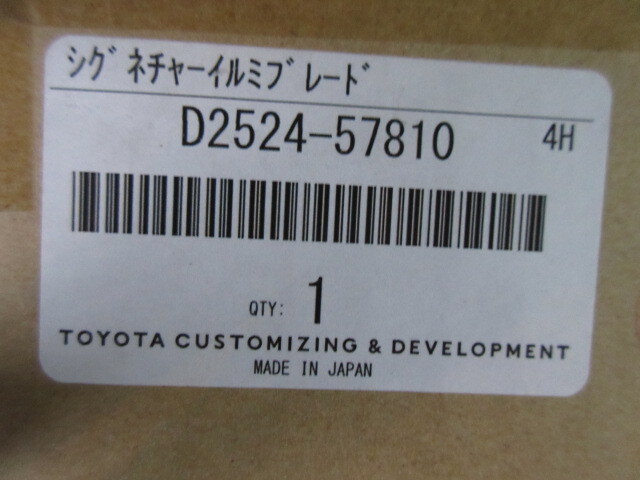 シグネチャーイルミブレード
D2524-57810 4H
QTY: 1
TOYOTA CUSTOMIZING & DEVELOPMENT
MADE IN JAPAN